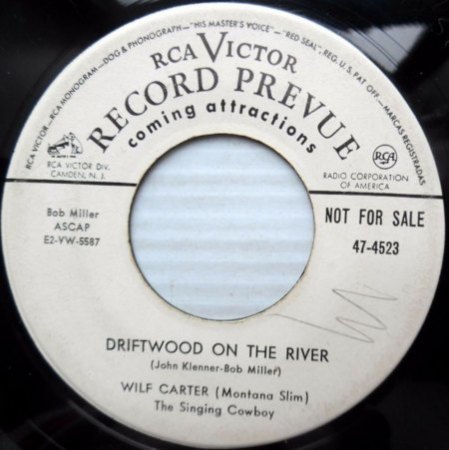 RCA VICTOR—RCA MONOGRAM—DOG & PHONOGRAPH—"HIS MASTER'S VOICE"—"RED SEAL", REG. U.S. PAT. OFF.—MARCAS REGISTRADAS
RCA VICTOR
RECORD PREVUE
coming attractions
RCA VICTOR DIV.
CAMDEN, N. J.
RCA
RADIO CORPORATION
OF AMERICA
Bob Miller
ASCAP
E2-VW-5587
NOT FOR SALE
47-4523
DRIFTWOOD ON THE RIVER
(John Klenner-Bob Miller)
WILF CARTER (Montana Slim)
The Singing Cowboy